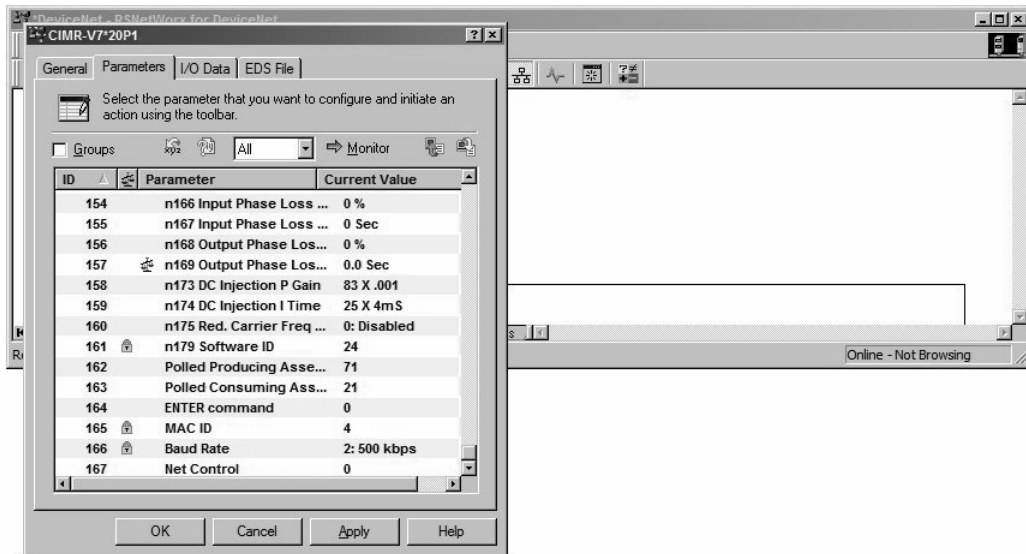 *DeviceNet - RSNetWorx for DeviceNet
CIMR-V7*20P1
General Parameters I/O Data EDS File
Select the parameter that you want to configure and initiate an
action using the toolbar.
Groups All Monitor
ID Parameter Current Value
154 n166 Input Phase Loss ... 0 %
155 n167 Input Phase Loss ... 0 Sec
156 n168 Output Phase Los... 0 %
157 n169 Output Phase Los... 0.0 Sec
158 n173 DC Injection P Gain 83 X .001
159 n174 DC Injection I Time 25 X 4mS
160 n175 Red. Carrier Freq ... 0: Disabled
161 n179 Software ID 24
162 Polled Producing Asse... 71
163 Polled Consuming Ass... 21
164 ENTER command 0
165 MAC ID 4
166 Baud Rate 2: 500 kbps
167 Net Control 0
OK Cancel Apply Help
Online - Not Browsing